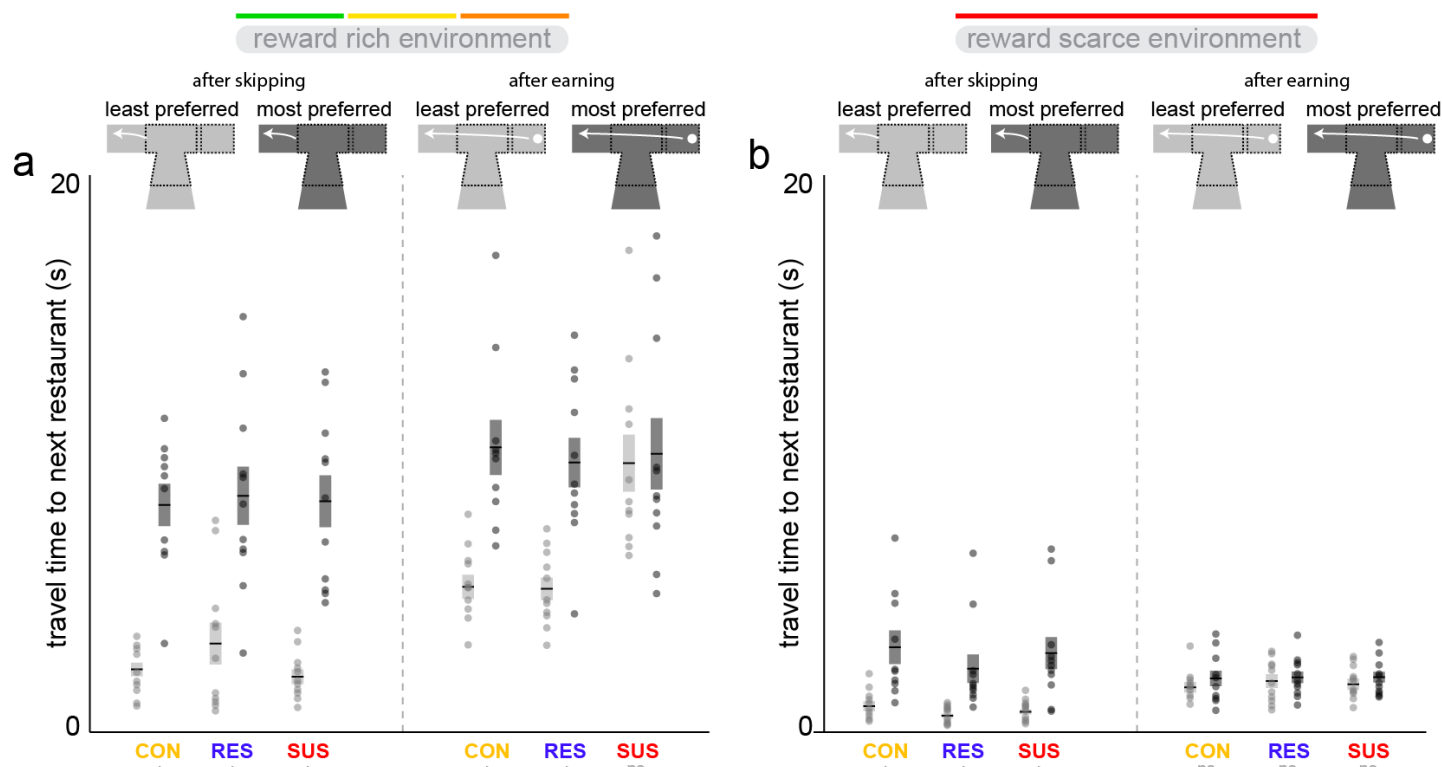 reward rich environment
after skipping
after earning
least preferred
most preferred
least preferred
most preferred
a
20
travel time to next restaurant (s)
0
CON
RES
SUS
CON
RES
SUS
reward scarce environment
after skipping
after earning
least preferred
most preferred
least preferred
most preferred
b
20
travel time to next restaurant (s)
0
CON
RES
SUS
CON
RES
SUS